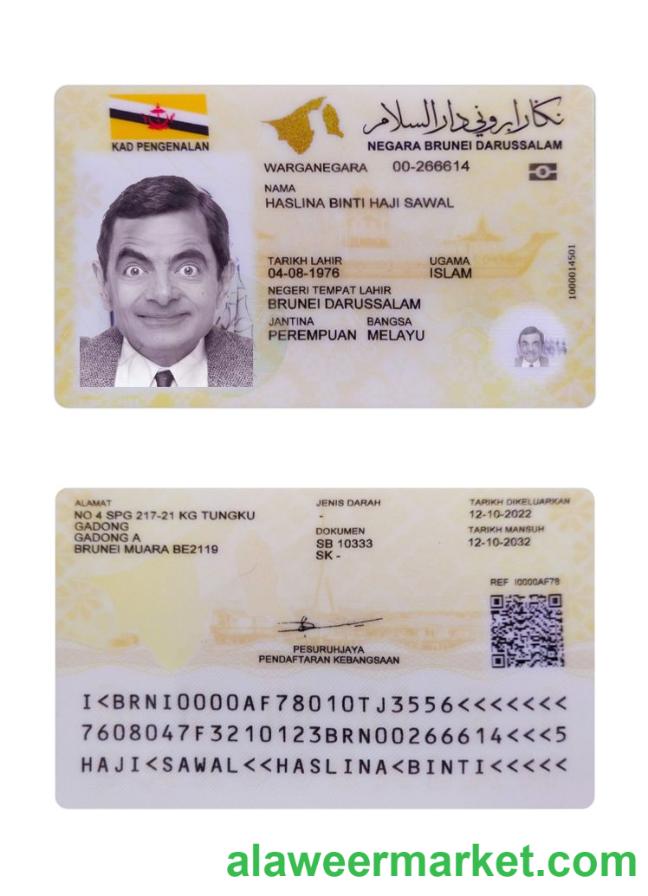 KAD PENGENALAN
نݢارا بروني دارالسلام
NEGARA BRUNEI DARUSSALAM
WARGANEGARA 00-266614
NAMA
HASLINA BINTI HAJI SAWAL
TARIKH LAHIR UGAMA
04-08-1976 ISLAM
NEGERI TEMPAT LAHIR
BRUNEI DARUSSALAM
JANTINA BANGSA
PEREMPUAN MELAYU
1000014501
ALAMAT
NO 4 SPG 217-21 KG TUNGKU
GADONG
GADONG A
BRUNEI MUARA BE2119
JENIS DARAH
-
DOKUMEN
SB 10333
SK -
TARIKH DIKELUARKAN
12-10-2022
TARIKH MANSUH
12-10-2032
REF I0000AF78
PESURUHJAYA
PENDAFTARAN KEBANGSAAN
I<BRNI0000AF78010TJ3556<<<<<<<
7608047F3210123BRN00266614<<<5
HAJI<SAWAL<<HASLINA<BINTI<<<<<
alaweermarket.com